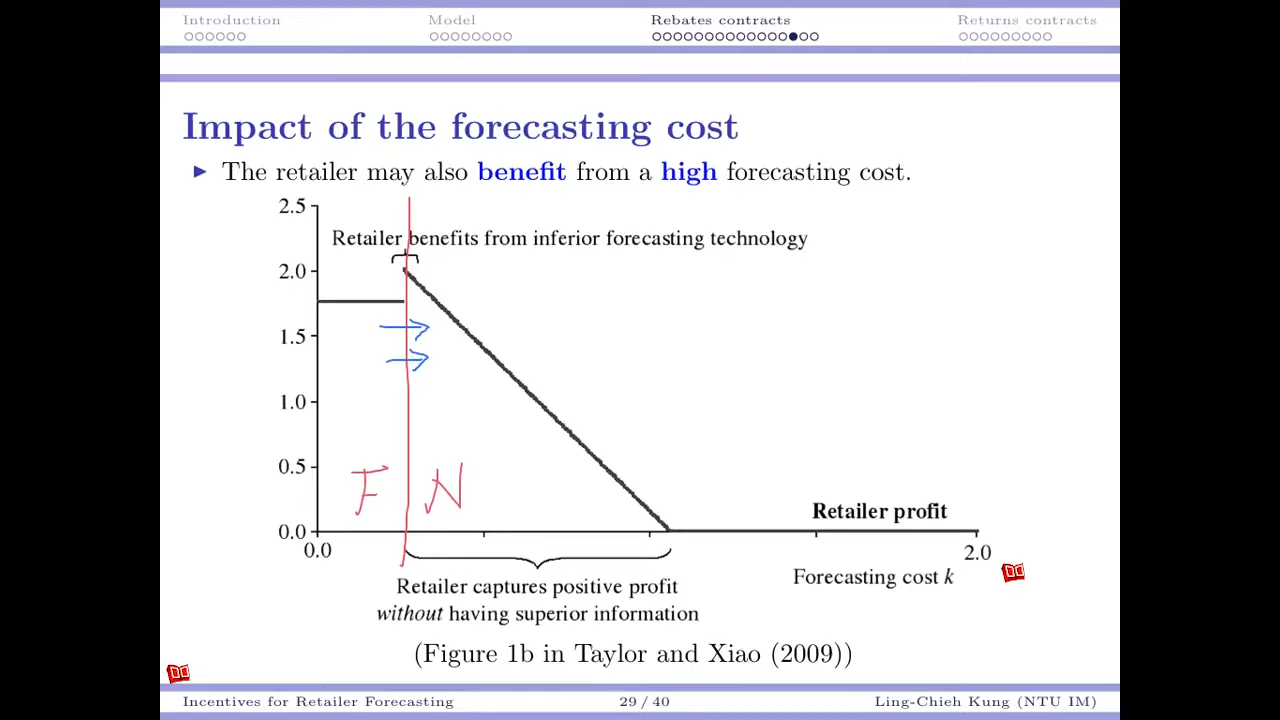 Introduction Model Rebates contracts Returns contracts
Impact of the forecasting cost
▶ The retailer may also benefit from a high forecasting cost.
2.5
Retailer benefits from inferior forecasting technology
2.0
1.5
1.0
0.5
F N
Retailer profit
0.0
0.0 2.0
Forecasting cost k
Retailer captures positive profit
without having superior information
(Figure 1b in Taylor and Xiao (2009))
Incentives for Retailer Forecasting 29 / 40 Ling-Chieh Kung (NTU IM)